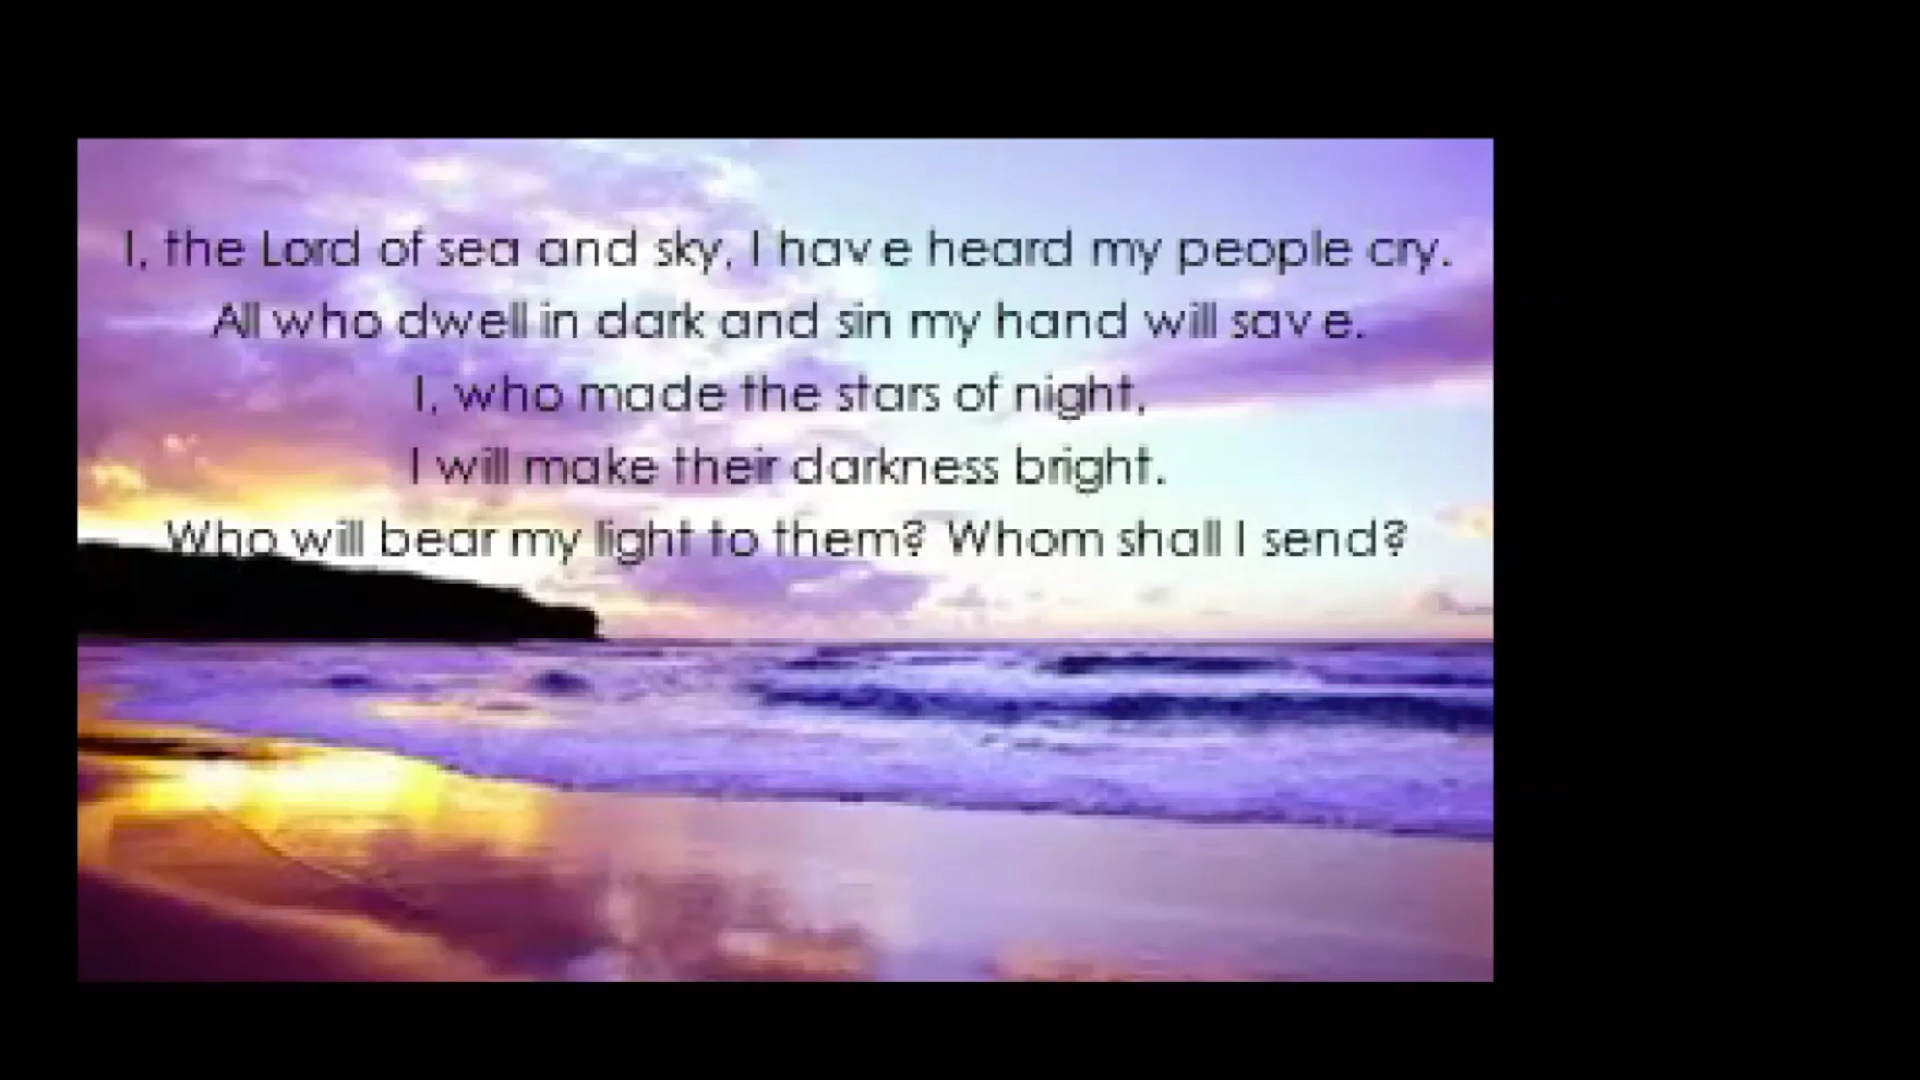 I, the Lord of sea and sky, I have heard my people cry.
All who dwell in dark and sin my hand will save.
I, who made the stars of night,
I will make their darkness bright.
Who will bear my light to them? Whom shall I send?